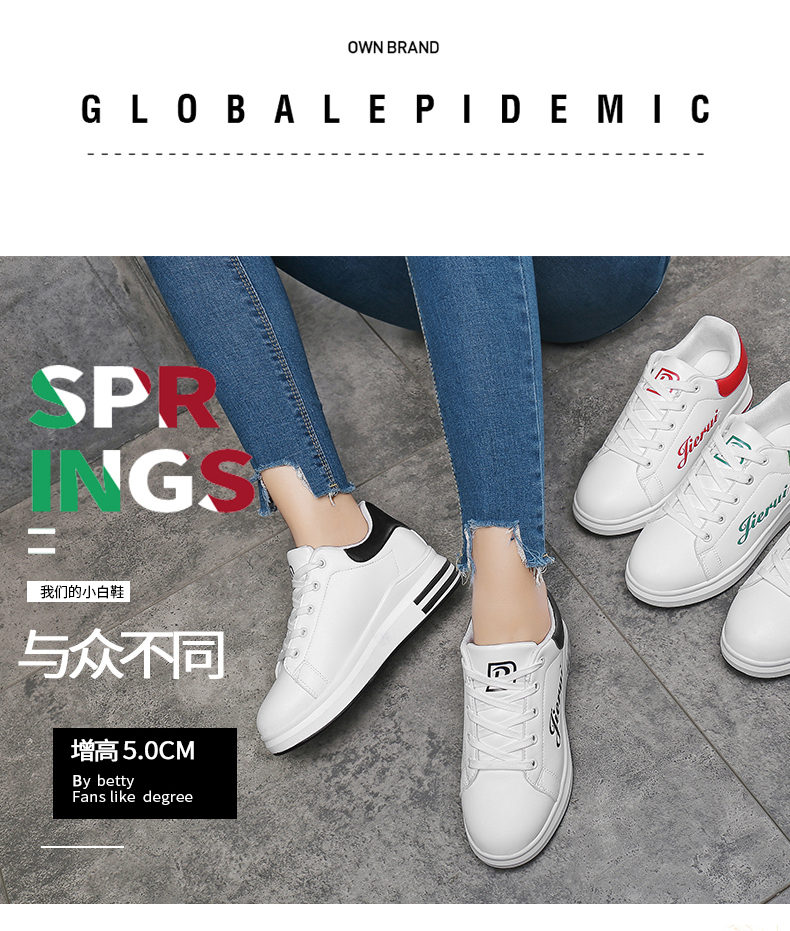 OWN BRAND
GLOBALEPIDEMIC
SPR
INGS
我们的小白鞋
与众不同
增高 5.0CM
By betty
Fans like degree
Jierui
Jierui
Jierui